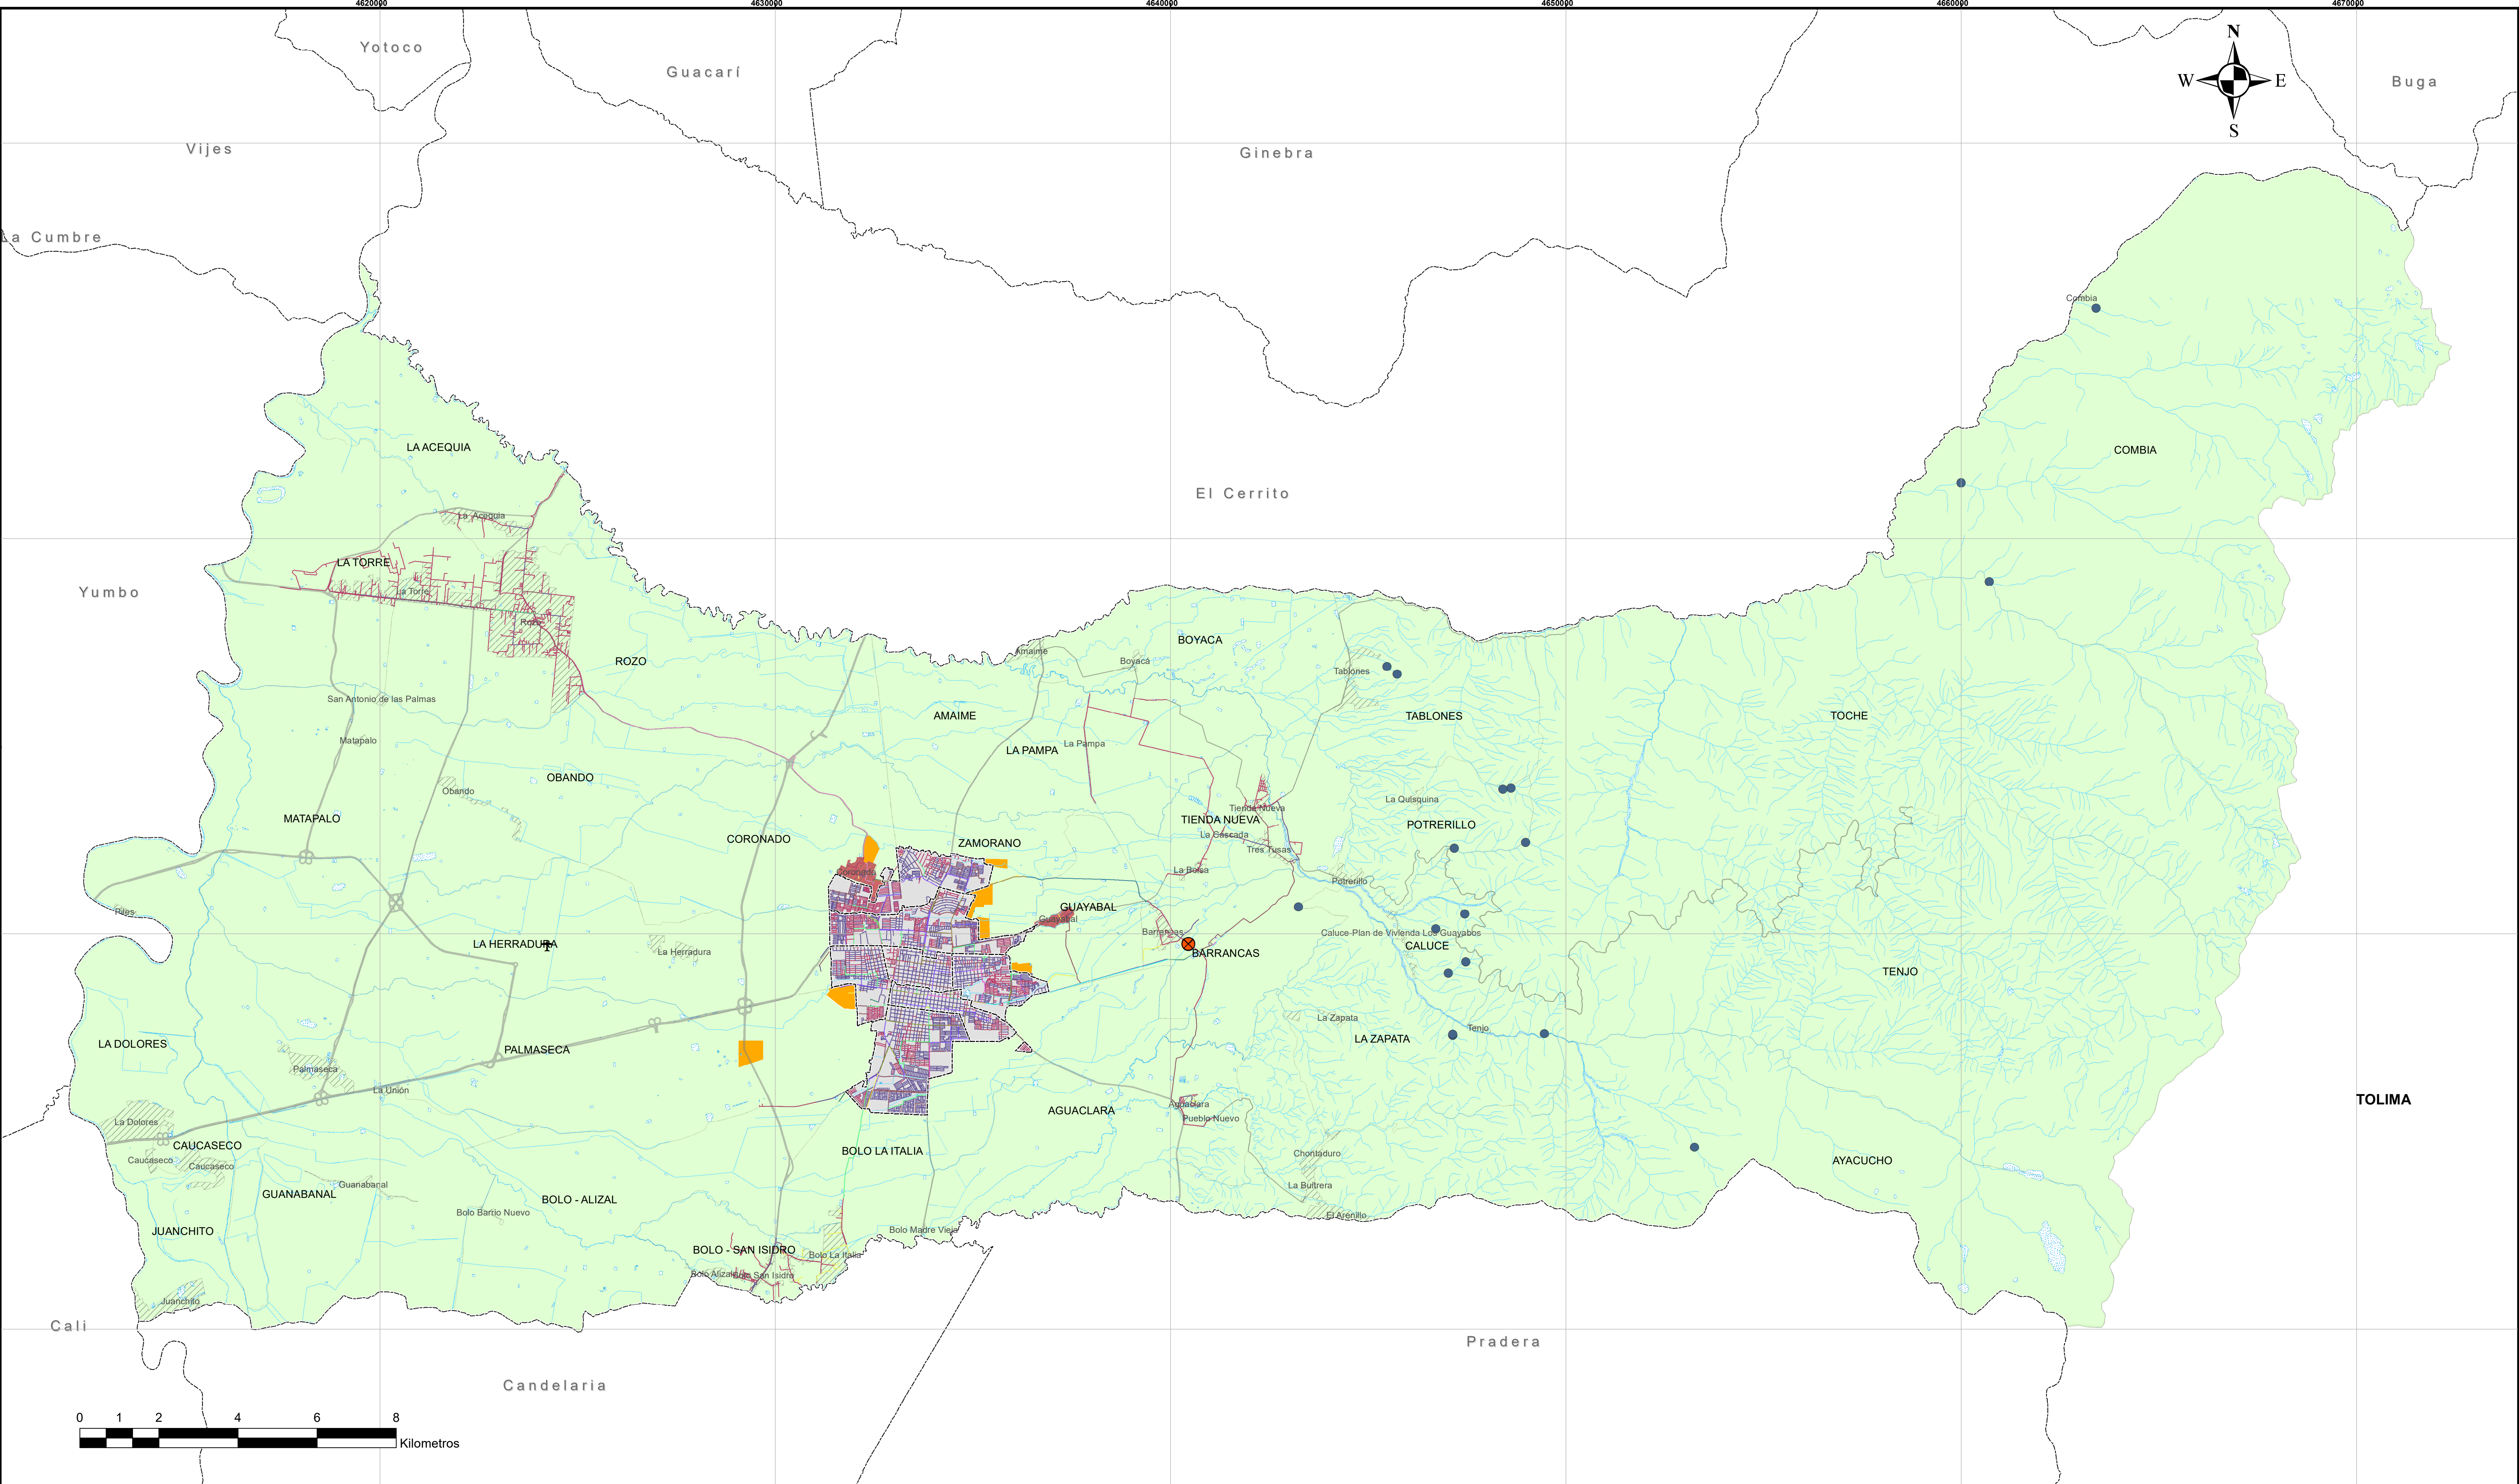 4620000
4630000
4640000
4650000
4660000
4670000
Yotoco
Guacarí
N
W
E
S
Buga
Vijes
Ginebra
La Cumbre
Combia
LA ACEQUIA
COMBIA
El Cerrito
La Acequia
LA TORRE
La Torre
Yumbo
Rozo
BOYACA
Amaime
Boyacá
ROZO
Tablones
San Antonio de las Palmas
AMAIME
TABLONES
TOCHE
Matapalo
LA PAMPA
La Pampa
OBANDO
Obando
La Quisquina
Tienda Nueva
MATAPALO
TIENDA NUEVA
POTRERILLO
La Cascada
CORONADO
ZAMORANO
Tres Tusas
Coronado
La Bolsa
Potrerillo
Piles
GUAYABAL
Guayabal
Barrancas
Caluce-Plan de Vivienda Los Guayabos
LA HERRADURA
CALUCE
La Herradura
BARRANCAS
TENJO
La Zapata
Tenjo
LA DOLORES
PALMASECA
LA ZAPATA
Palmaseca
La Unión
TOLIMA
Aguaclara
AGUACLARA
La Dolores
Pueblo Nuevo
CAUCASECO
BOLO LA ITALIA
Chontaduro
Caucaseco
Caucaseco
AYACUCHO
Guanabanal
La Buitrera
GUANABANAL
BOLO - ALIZAL
Bolo Barrio Nuevo
El Arenillo
JUANCHITO
Bolo Madre Vieja
BOLO - SAN ISIDRO
Bolo La Italia
Bolo Alizal
Bolo San Isidro
Juanchito
Cali
Pradera
Candelaria
0 1 2 4 6 8
Kilometros